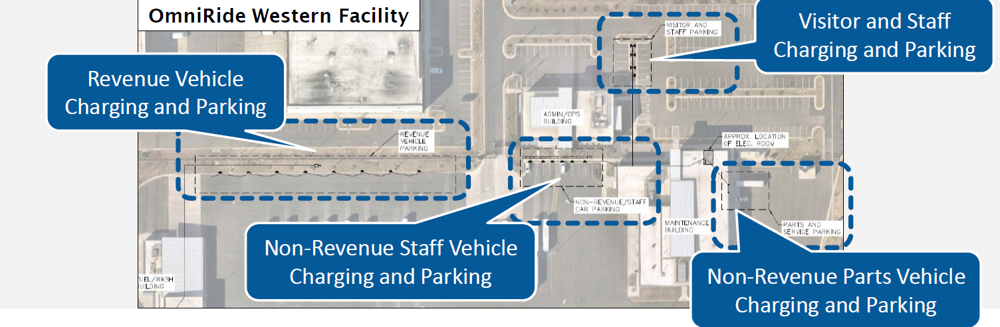 OmniRide Western Facility
Visitor and Staff
Charging and Parking
VISITOR AND
STAFF PARKING
Revenue Vehicle
Charging and Parking
ADMIN/OPS
BUILDING
REVENUE
VEHICLE
PARKING
APPROX. LOCATION
OF ELEC. ROOM
NON-REVENUE/STAFF
CAR PARKING
MAINTENANCE
BUILDING
PARTS AND
SERVICE PARKING
Non-Revenue Staff Vehicle
Charging and Parking
Non-Revenue Parts Vehicle
Charging and Parking
UEL/WASH
UILDING